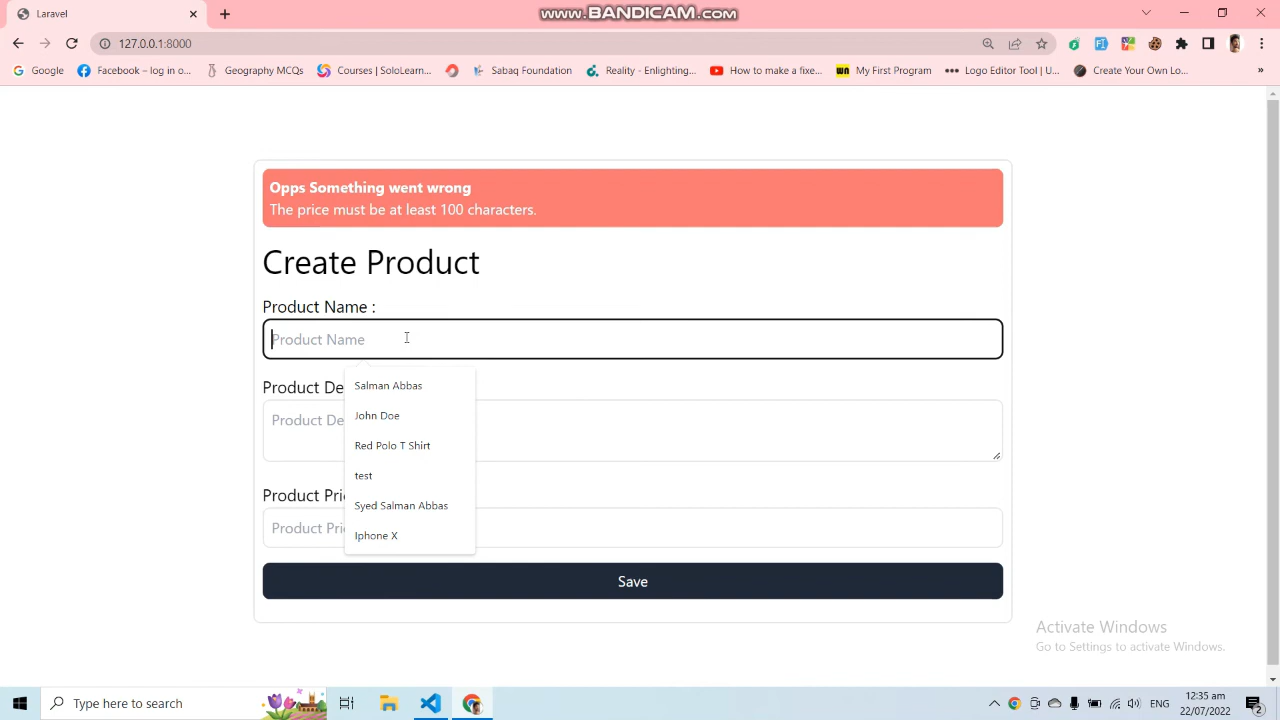 Laravel
www.BANDICAM.com
127.0.0.1:8000
Google
Facebook log in o...
Geography MCQs
Courses | SoloLearn...
Sabaq Foundation
Reality - Enlighting...
How to make a fixe...
My First Program
Logo Editor Tool | U...
Create Your Own Lo...
»
Opps Something went wrong
The price must be at least 100 characters.
Create Product
Product Name :
Product Name
Salman Abbas
Product De
John Doe
Product De
Red Polo T Shirt
test
Product Pri
Syed Salman Abbas
Product Pri
Iphone X
Save
Activate Windows
Go to Settings to activate Windows.
Type here to search
ENG
12:35 am
22/07/2022
2